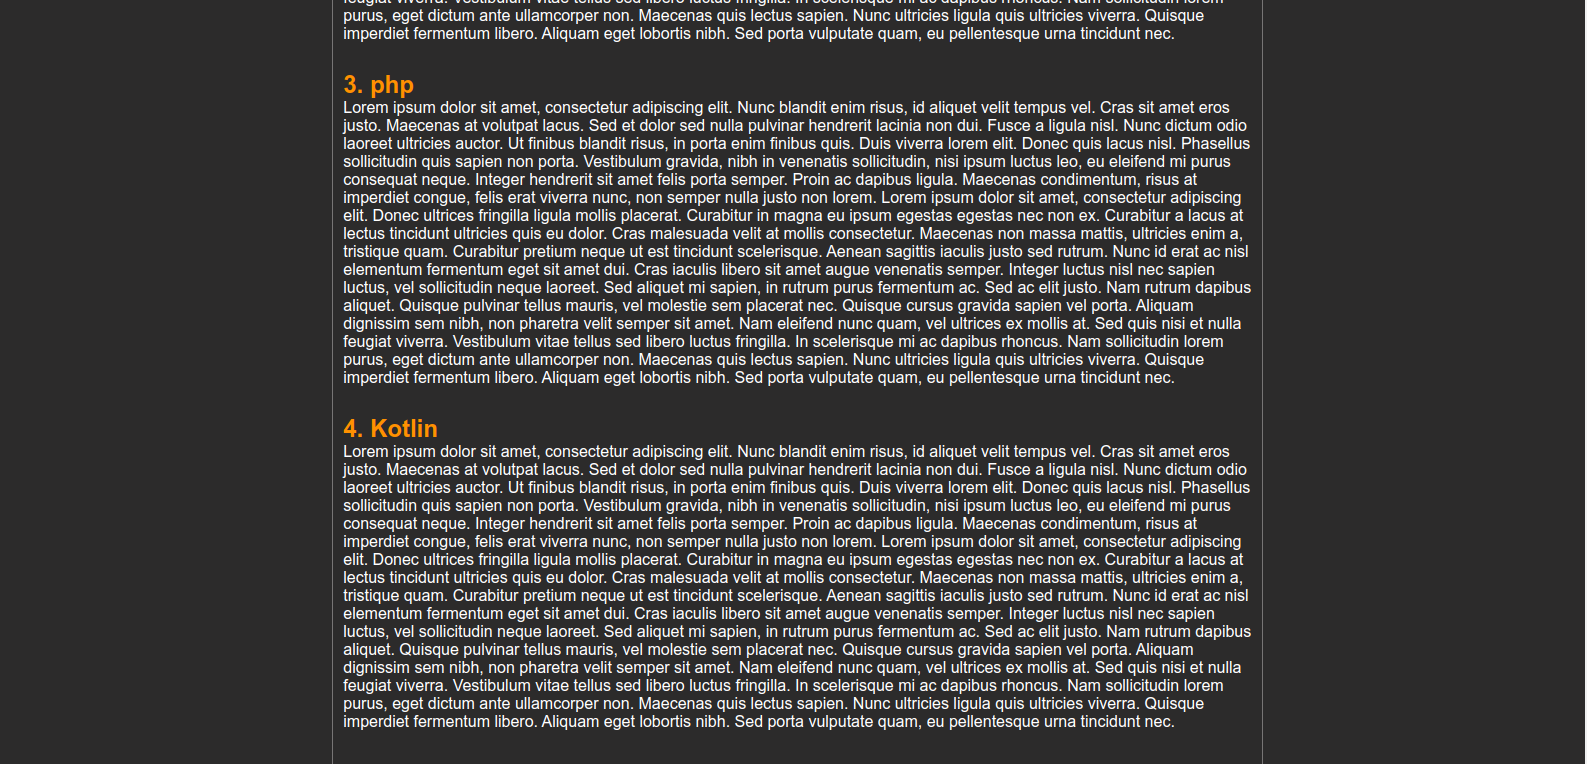 feugiat viverra. Vestibulum vitae tellus sed libero luctus fringilla. In scelerisque mi ac dapibus rhoncus. Nam sollicitudin lorem
purus, eget dictum ante ullamcorper non. Maecenas quis lectus sapien. Nunc ultricies ligula quis ultricies viverra. Quisque
imperdiet fermentum libero. Aliquam eget lobortis nibh. Sed porta vulputate quam, eu pellentesque urna tincidunt nec.
3. php
Lorem ipsum dolor sit amet, consectetur adipiscing elit. Nunc blandit enim risus, id aliquet velit tempus vel. Cras sit amet eros
justo. Maecenas at volutpat lacus. Sed et dolor sed nulla pulvinar hendrerit lacinia non dui. Fusce a ligula nisl. Nunc dictum odio
laoreet ultricies auctor. Ut finibus blandit risus, in porta enim finibus quis. Duis viverra lorem elit. Donec quis lacus nisl. Phasellus
sollicitudin quis sapien non porta. Vestibulum gravida, nibh in venenatis sollicitudin, nisi ipsum luctus leo, eu eleifend mi purus
consequat neque. Integer hendrerit sit amet felis porta semper. Proin ac dapibus ligula. Maecenas condimentum, risus at
imperdiet congue, felis erat viverra nunc, non semper nulla justo non lorem. Lorem ipsum dolor sit amet, consectetur adipiscing
elit. Donec ultrices fringilla ligula mollis placerat. Curabitur in magna eu ipsum egestas egestas nec non ex. Curabitur a lacus at
lectus tincidunt ultricies quis eu dolor. Cras malesuada velit at mollis consectetur. Maecenas non massa mattis, ultricies enim a,
tristique quam. Curabitur pretium neque ut est tincidunt scelerisque. Aenean sagittis iaculis justo sed rutrum. Nunc id erat ac nisl
elementum fermentum eget sit amet dui. Cras iaculis libero sit amet augue venenatis semper. Integer luctus nisl nec sapien
luctus, vel sollicitudin neque laoreet. Sed aliquet mi sapien, in rutrum purus fermentum ac. Sed ac elit justo. Nam rutrum dapibus
aliquet. Quisque pulvinar tellus mauris, vel molestie sem placerat nec. Quisque cursus gravida sapien vel porta. Aliquam
dignissim sem nibh, non pharetra velit semper sit amet. Nam eleifend nunc quam, vel ultrices ex mollis at. Sed quis nisi et nulla
feugiat viverra. Vestibulum vitae tellus sed libero luctus fringilla. In scelerisque mi ac dapibus rhoncus. Nam sollicitudin lorem
purus, eget dictum ante ullamcorper non. Maecenas quis lectus sapien. Nunc ultricies ligula quis ultricies viverra. Quisque
imperdiet fermentum libero. Aliquam eget lobortis nibh. Sed porta vulputate quam, eu pellentesque urna tincidunt nec.
4. Kotlin
Lorem ipsum dolor sit amet, consectetur adipiscing elit. Nunc blandit enim risus, id aliquet velit tempus vel. Cras sit amet eros
justo. Maecenas at volutpat lacus. Sed et dolor sed nulla pulvinar hendrerit lacinia non dui. Fusce a ligula nisl. Nunc dictum odio
laoreet ultricies auctor. Ut finibus blandit risus, in porta enim finibus quis. Duis viverra lorem elit. Donec quis lacus nisl. Phasellus
sollicitudin quis sapien non porta. Vestibulum gravida, nibh in venenatis sollicitudin, nisi ipsum luctus leo, eu eleifend mi purus
consequat neque. Integer hendrerit sit amet felis porta semper. Proin ac dapibus ligula. Maecenas condimentum, risus at
imperdiet congue, felis erat viverra nunc, non semper nulla justo non lorem. Lorem ipsum dolor sit amet, consectetur adipiscing
elit. Donec ultrices fringilla ligula mollis placerat. Curabitur in magna eu ipsum egestas egestas nec non ex. Curabitur a lacus at
lectus tincidunt ultricies quis eu dolor. Cras malesuada velit at mollis consectetur. Maecenas non massa mattis, ultricies enim a,
tristique quam. Curabitur pretium neque ut est tincidunt scelerisque. Aenean sagittis iaculis justo sed rutrum. Nunc id erat ac nisl
elementum fermentum eget sit amet dui. Cras iaculis libero sit amet augue venenatis semper. Integer luctus nisl nec sapien
luctus, vel sollicitudin neque laoreet. Sed aliquet mi sapien, in rutrum purus fermentum ac. Sed ac elit justo. Nam rutrum dapibus
aliquet. Quisque pulvinar tellus mauris, vel molestie sem placerat nec. Quisque cursus gravida sapien vel porta. Aliquam
dignissim sem nibh, non pharetra velit semper sit amet. Nam eleifend nunc quam, vel ultrices ex mollis at. Sed quis nisi et nulla
feugiat viverra. Vestibulum vitae tellus sed libero luctus fringilla. In scelerisque mi ac dapibus rhoncus. Nam sollicitudin lorem
purus, eget dictum ante ullamcorper non. Maecenas quis lectus sapien. Nunc ultricies ligula quis ultricies viverra. Quisque
imperdiet fermentum libero. Aliquam eget lobortis nibh. Sed porta vulputate quam, eu pellentesque urna tincidunt nec.